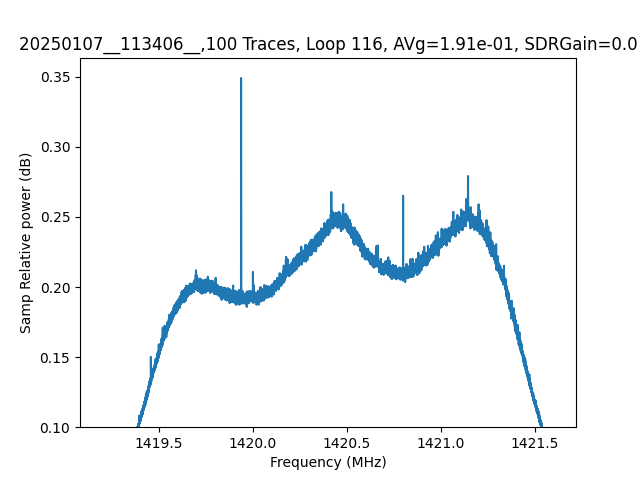 20250107__113406__,100 Traces, Loop 116, AVg=1.91e-01, SDRGain=0.0
0.35
0.30
0.25
0.20
0.15
0.10
Samp Relative power (dB)
1419.5 1420.0 1420.5 1421.0 1421.5
Frequency (MHz)